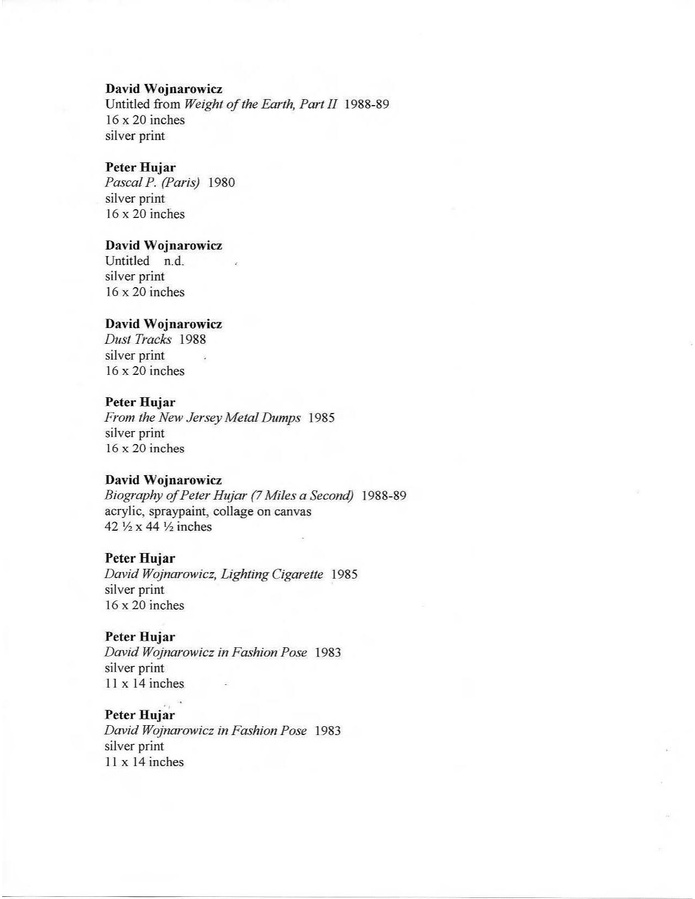 David Wojnarowicz
Untitled from Weight of the Earth, Part II 1988-89
16 x 20 inches
silver print
Peter Hujar
Pascal P. (Paris) 1980
silver print
16 x 20 inches
David Wojnarowicz
Untitled n.d.
silver print
16 x 20 inches
David Wojnarowicz
Dust Tracks 1988
silver print
16 x 20 inches
Peter Hujar
From the New Jersey Metal Dumps 1985
silver print
16 x 20 inches
David Wojnarowicz
Biography of Peter Hujar (7 Miles a Second) 1988-89
acrylic, spraypaint, collage on canvas
42 ½ x 44 ½ inches
Peter Hujar
David Wojnarowicz, Lighting Cigarette 1985
silver print
16 x 20 inches
Peter Hujar
David Wojnarowicz in Fashion Pose 1983
silver print
11 x 14 inches
Peter Hujar
David Wojnarowicz in Fashion Pose 1983
silver print
11 x 14 inches